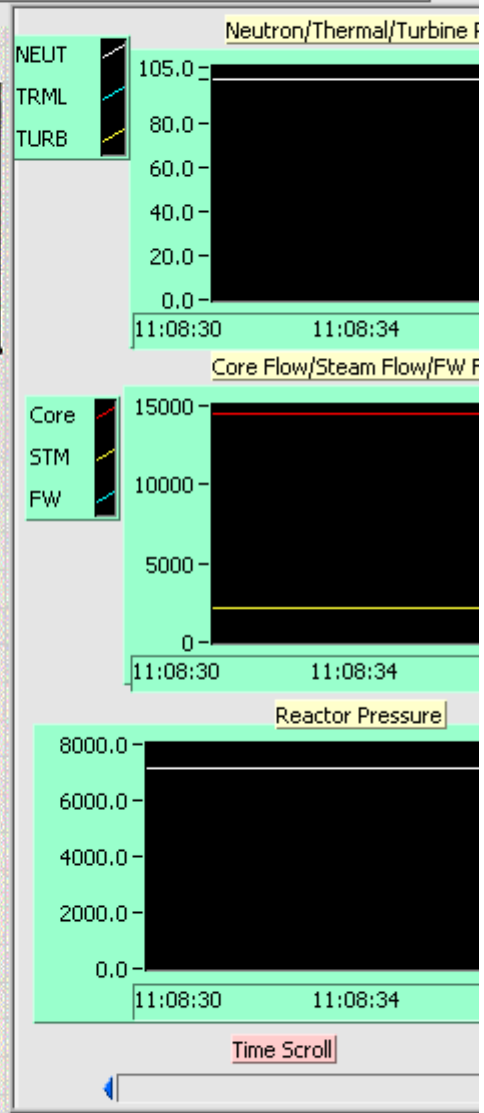 Neutron/Thermal/Turbine
NEUT
TRML
TURB
105.0
80.0
60.0
40.0
20.0
0.0
11:08:30 11:08:34
Core Flow/Steam Flow/FW
Core
STM
FW
15000
10000
5000
0
11:08:30 11:08:34
Reactor Pressure
8000.0
6000.0
4000.0
2000.0
0.0
11:08:30 11:08:34
Time Scroll